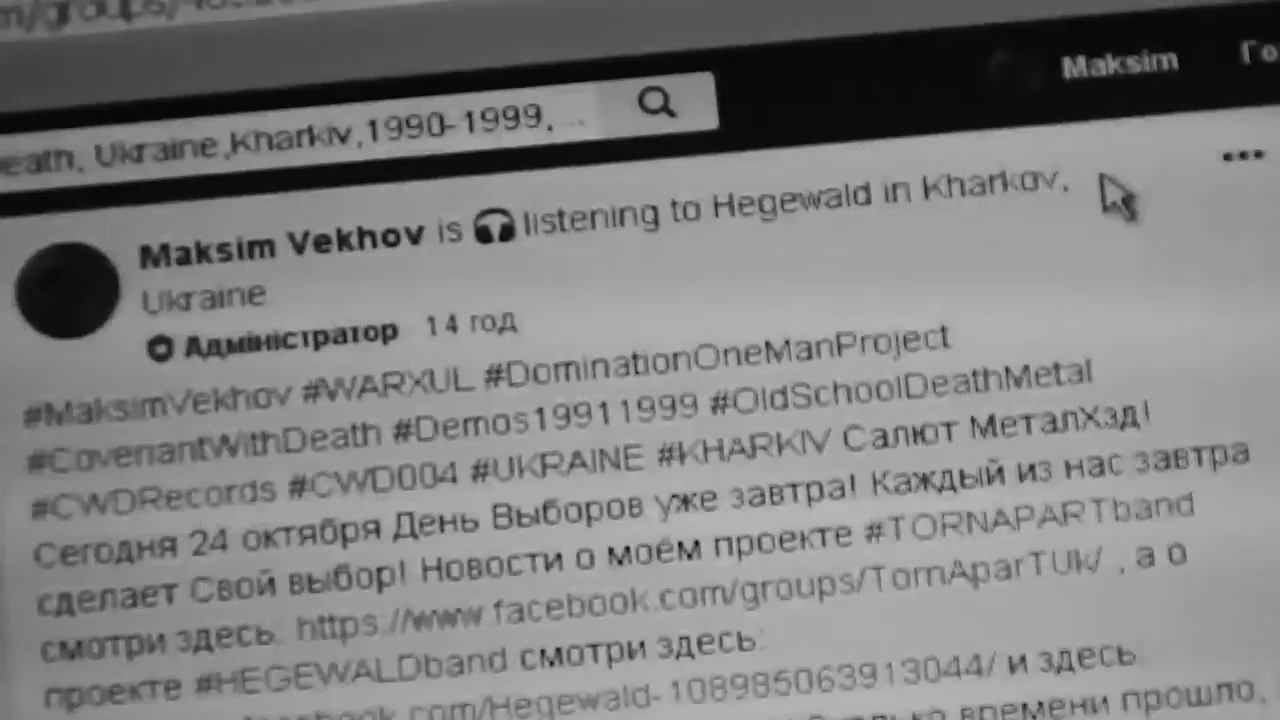 m/groups/
Maksim Го
eath, Ukraine,Kharkiv,1990-1999, ...
Maksim Vekhov is listening to Hegewald in Kharkov,
Ukraine
Адміністратор 14 год
#MaksimVekhov #WARXUL #DominationOneManProject
#CovenantWithDeath #Demos19911999 #OldSchoolDeathMetal
#CWDRecords #CWD004 #UKRAINE #KHARKIV Салют МеталХэд!
Сегодня 24 октября День Выборов уже завтра! Каждый из нас завтра
сделает Свой выбор! Новости о моём проекте #TORNAPARTband
смотри здесь: https://www.facebook.com/groups/TornAparTUk/ , а о
проекте #HEGEWALDband смотри здесь:
facebook.com/Hegewald-108985063913044/ и здесь
времени прошло,